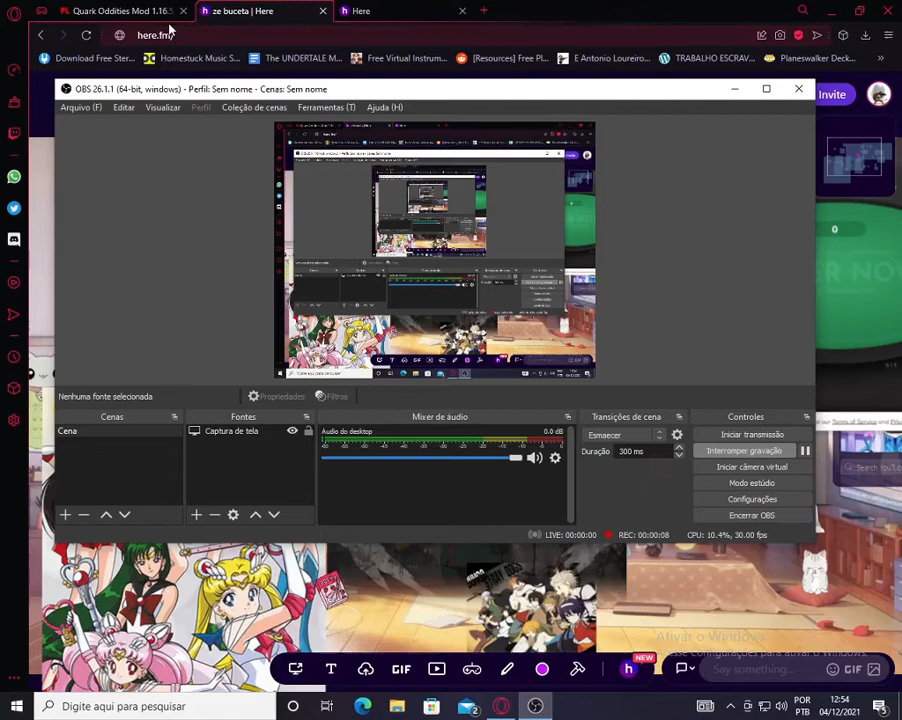 Quark Oddities Mod 1.16.5
ze buceta | Here
Here
here.fm/
Download Free Ster...
Homestuck Music S...
The UNDERTALE M...
Free Virtual Instrum...
[Resources] Free Pl...
E Antonio Loureiro...
TRABALHO ESCRAV...
Planeswalker Deck...
OBS 26.1.1 (64-bit, windows) - Perfil: Sem nome - Cenas: Sem nome
Invite
Arquivo (F) Editar Visualizar Perfil Coleção de cenas Ferramentas (T) Ajuda (H)
0
Nenhuma fonte selecionada
Propriedades
Filtros
Cenas
Fontes
Mixer de áudio
Transições de cena
Controles
Cena
Captura de tela
Áudio do desktop
0.0 dB
Esmaecer
Duração
300 ms
Iniciar transmissão
Interromper gravação
Iniciar câmera virtual
Modo estúdio
Configurações
Encerrar OBS
LIVE: 00:00:00
REC: 00:00:08
CPU: 10.4%, 30.00 fps
Ativar o Windows
NEW
GIF
Say something...
GIF
Digite aqui para pesquisar
2
POR
PTB
12:54
04/12/2021
5